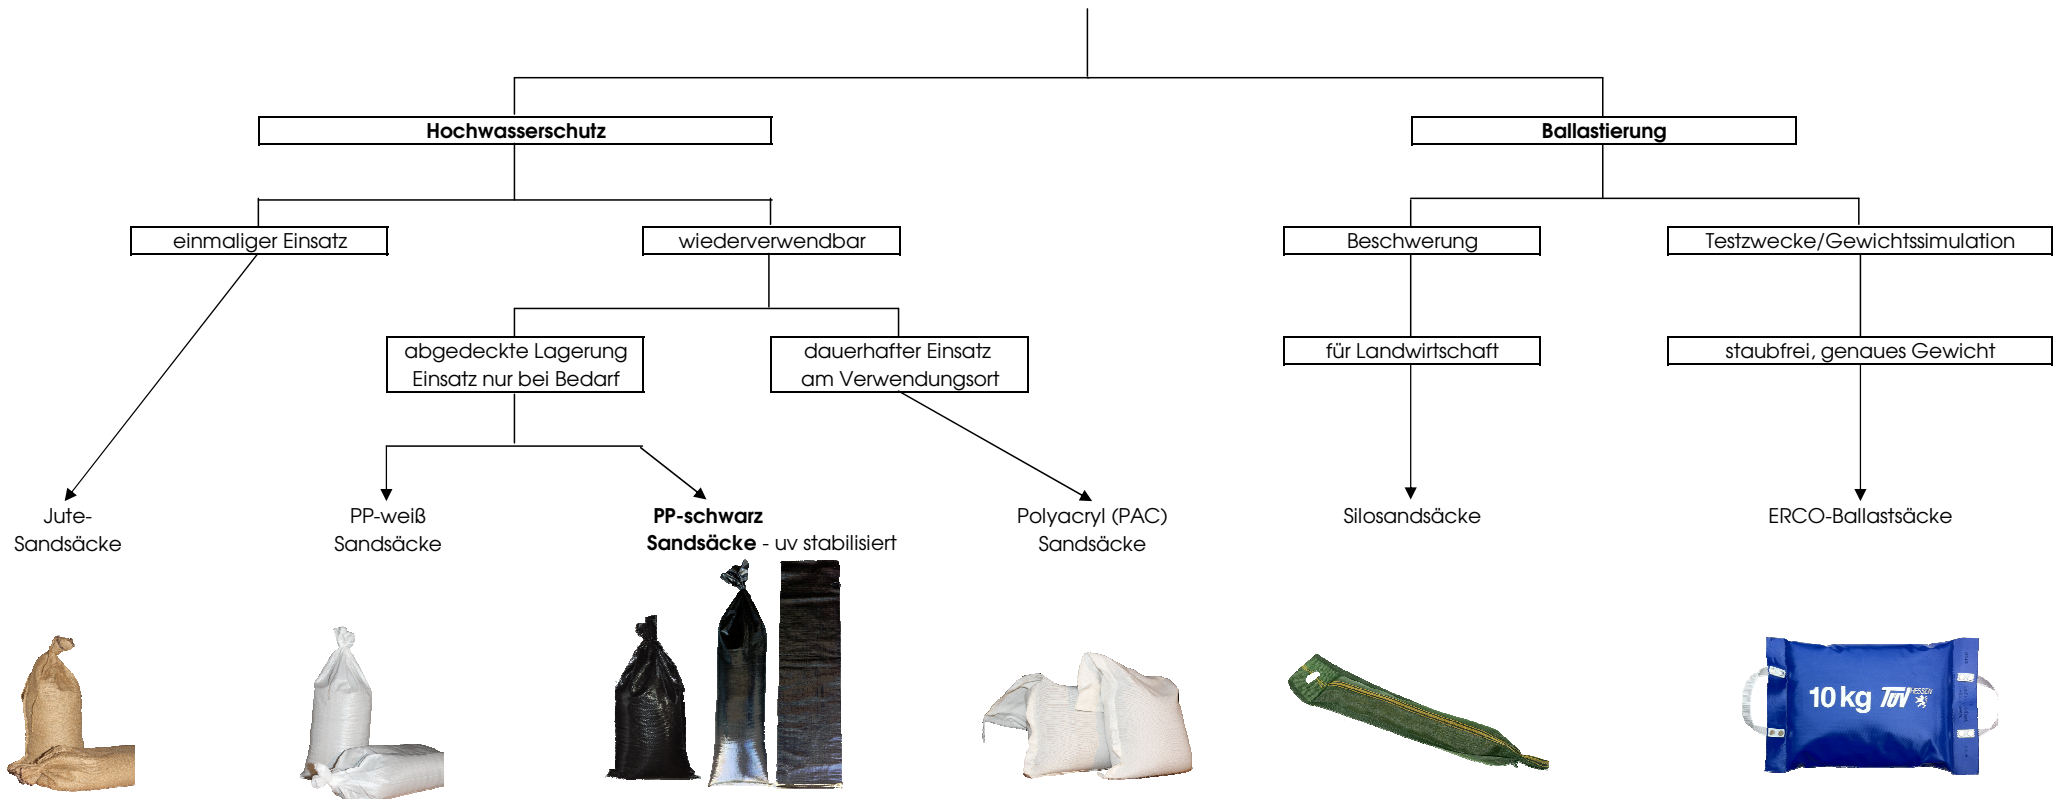 Hochwasserschutz
Ballastierung
einmaliger Einsatz
wiederverwendbar
Beschwerung
Testzwecke/Gewichtssimulation
abgedeckte Lagerung
Einsatz nur bei Bedarf
dauerhafter Einsatz
am Verwendungsort
für Landwirtschaft
staubfrei, genaues Gewicht
Jute-
Sandsäcke
PP-weiß
Sandsäcke
PP-schwarz
Sandsäcke - uv stabilisiert
Polyacryl (PAC)
Sandsäcke
Silosandsäcke
ERCO-Ballastsäcke
10 kg TÜV HESSEN